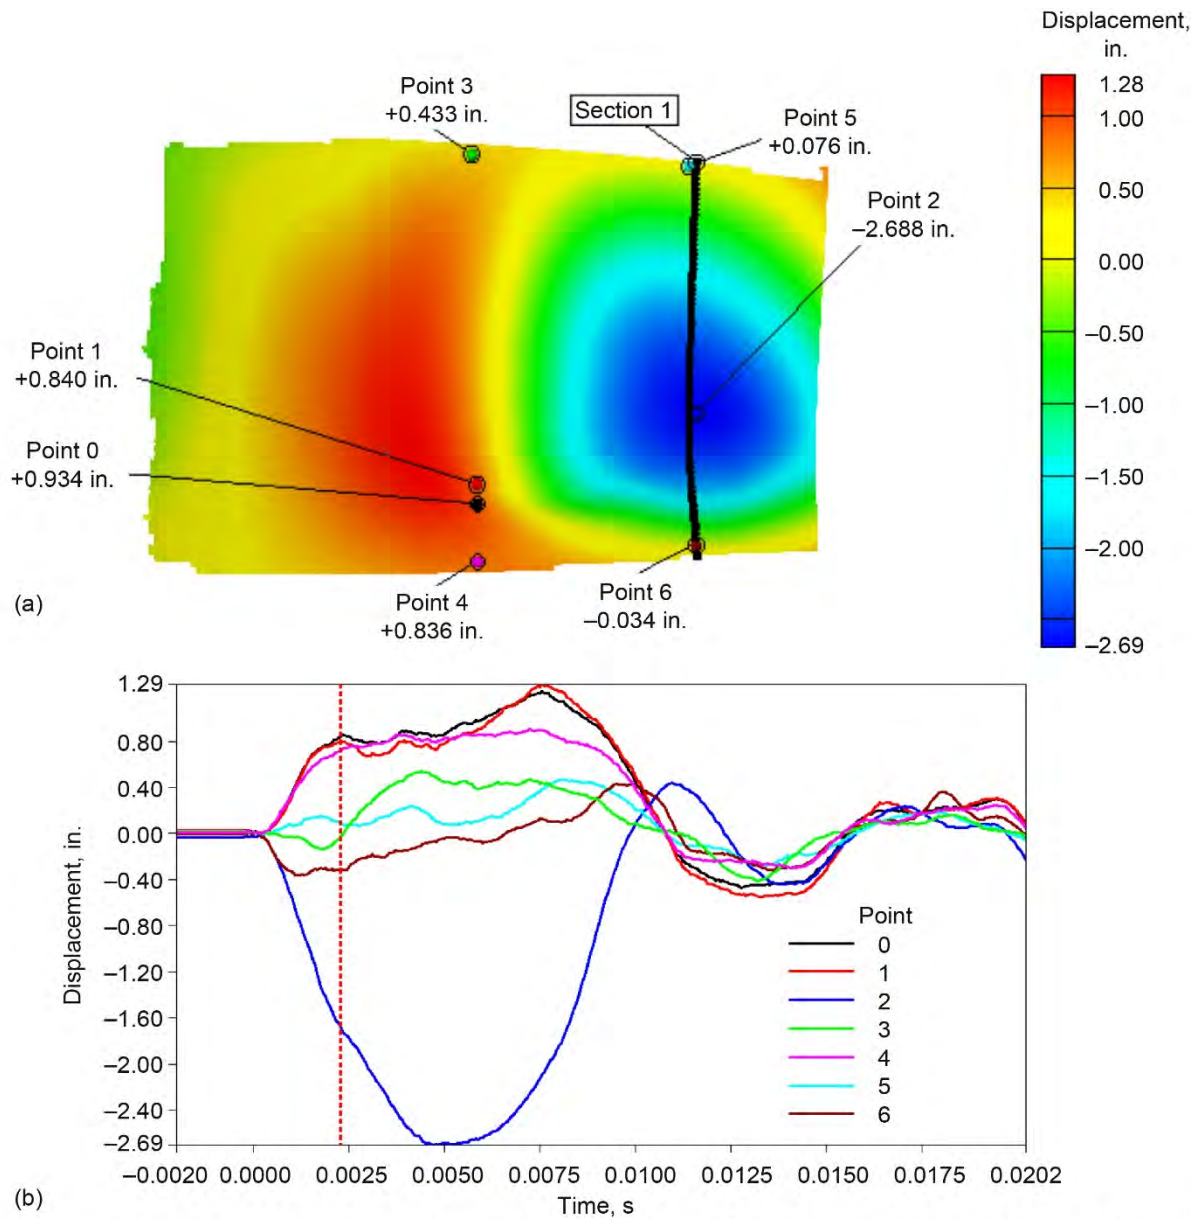 Displacement,
in.
Point 3
+0.433 in.
Section 1
Point 5
+0.076 in.
Point 2
–2.688 in.
Point 1
+0.840 in.
Point 0
+0.934 in.
Point 4
+0.836 in.
Point 6
–0.034 in.
1.28
1.00
0.50
0.00
–0.50
–1.00
–1.50
–2.00
–2.69
(a)
1.29
0.80
0.40
0.00
–0.40
–0.80
–1.20
–1.60
–2.00
–2.40
–2.69
Displacement, in.
Point
0
1
2
3
4
5
6
–0.0020 0.0000 0.0025 0.0050 0.0075 0.0100 0.0125 0.0150 0.0175 0.0202
Time, s
(b)